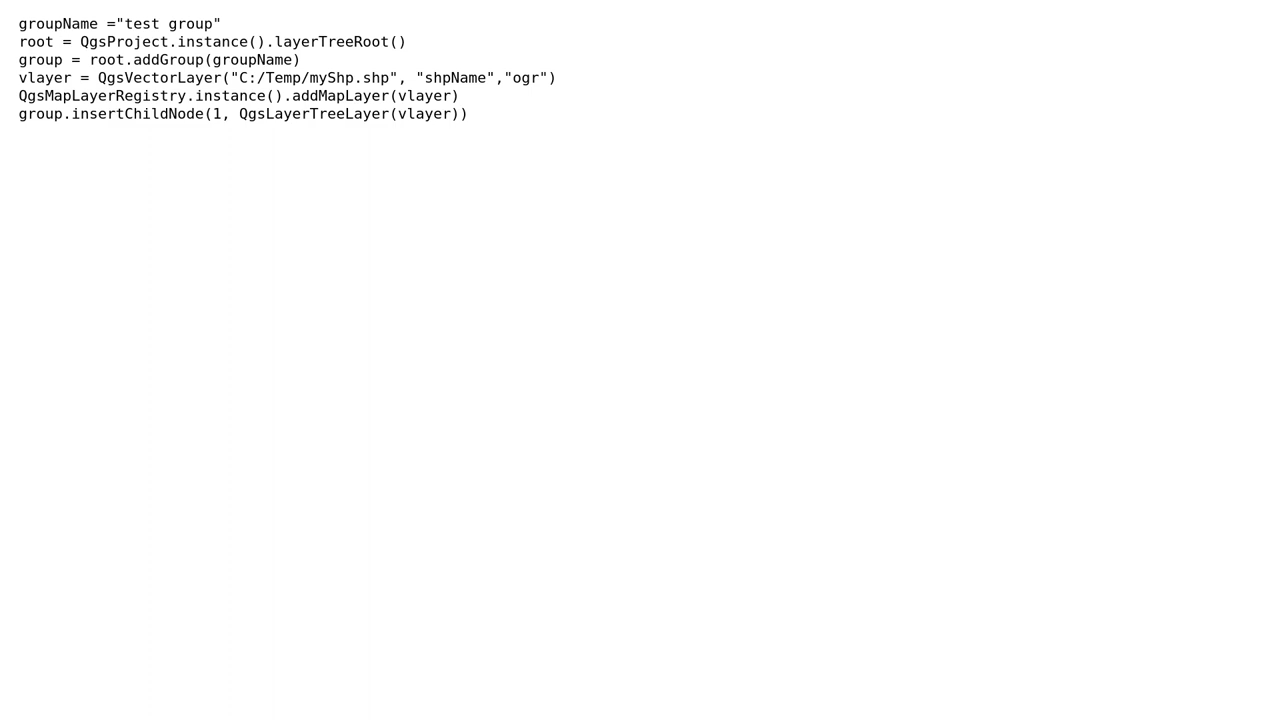 groupName ="test group"
root = QgsProject.instance().layerTreeRoot()
group = root.addGroup(groupName)
vlayer = QgsVectorLayer("C:/Temp/myShp.shp", "shpName","ogr")
QgsMapLayerRegistry.instance().addMapLayer(vlayer)
group.insertChildNode(1, QgsLayerTreeLayer(vlayer))